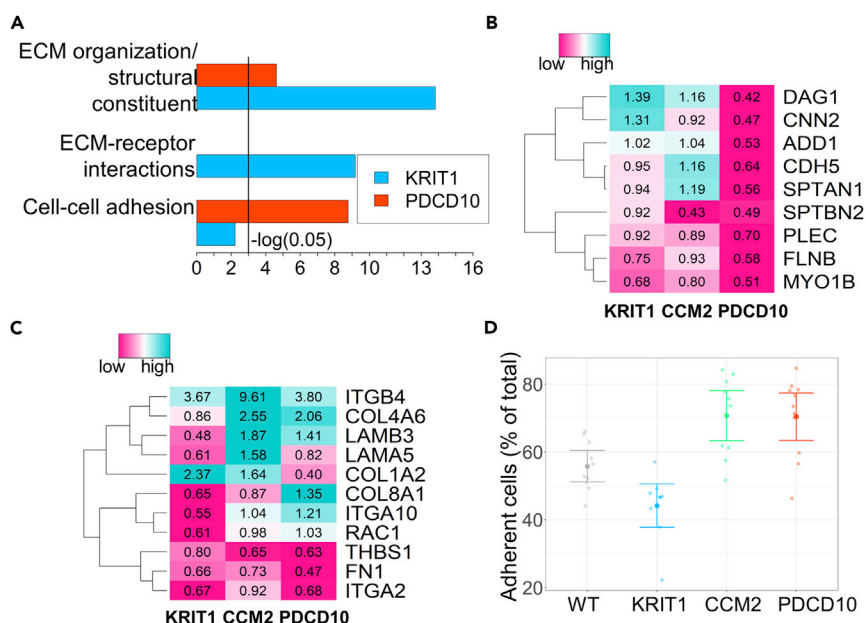 A
ECM organization/
structural
constituent
ECM-receptor
interactions
Cell-cell adhesion
KRIT1
PDCD10
-log(0.05)
0 2 4 6 8 10 12 14 16
B
low high
1.39 1.16 0.42 DAG1
1.31 0.92 0.47 CNN2
1.02 1.04 0.53 ADD1
0.95 1.16 0.64 CDH5
0.94 1.19 0.56 SPTAN1
0.92 0.43 0.49 SPTBN2
0.92 0.89 0.70 PLEC
0.75 0.93 0.58 FLNB
0.68 0.80 0.51 MYO1B
KRIT1 CCM2 PDCD10
C
low high
3.67 9.61 3.80 ITGB4
0.86 2.55 2.06 COL4A6
0.48 1.87 1.41 LAMB3
0.61 1.58 0.82 LAMA5
2.37 1.64 0.40 COL1A2
0.65 0.87 1.35 COL8A1
0.55 1.04 1.21 ITGA10
0.61 0.98 1.03 RAC1
0.80 0.65 0.63 THBS1
0.66 0.73 0.47 FN1
0.67 0.92 0.68 ITGA2
KRIT1 CCM2 PDCD10
D
Adherent cells (% of total)
80
60
40
20
WT KRIT1 CCM2 PDCD10